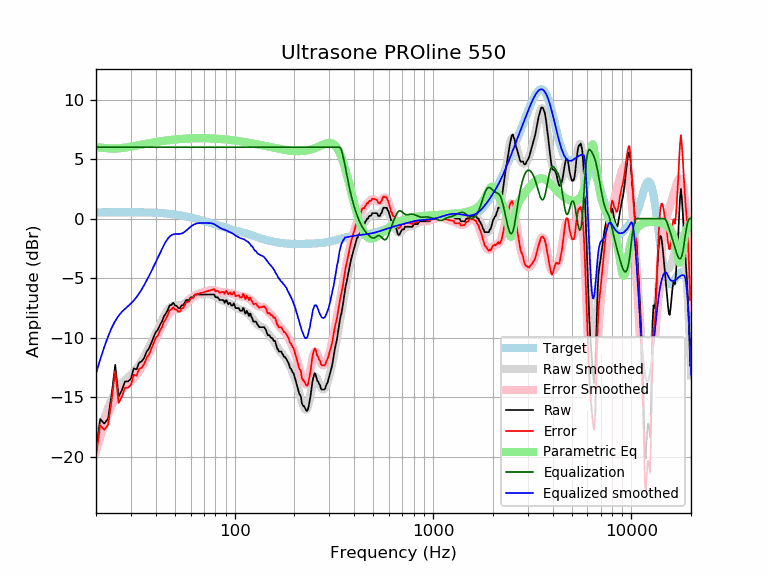 Ultrasone PROline 550
Amplitude (dBr)
10
5
0
−5
−10
−15
−20
100
1000
10000
Frequency (Hz)
Target
Raw Smoothed
Error Smoothed
Raw
Error
Parametric Eq
Equalization
Equalized smoothed